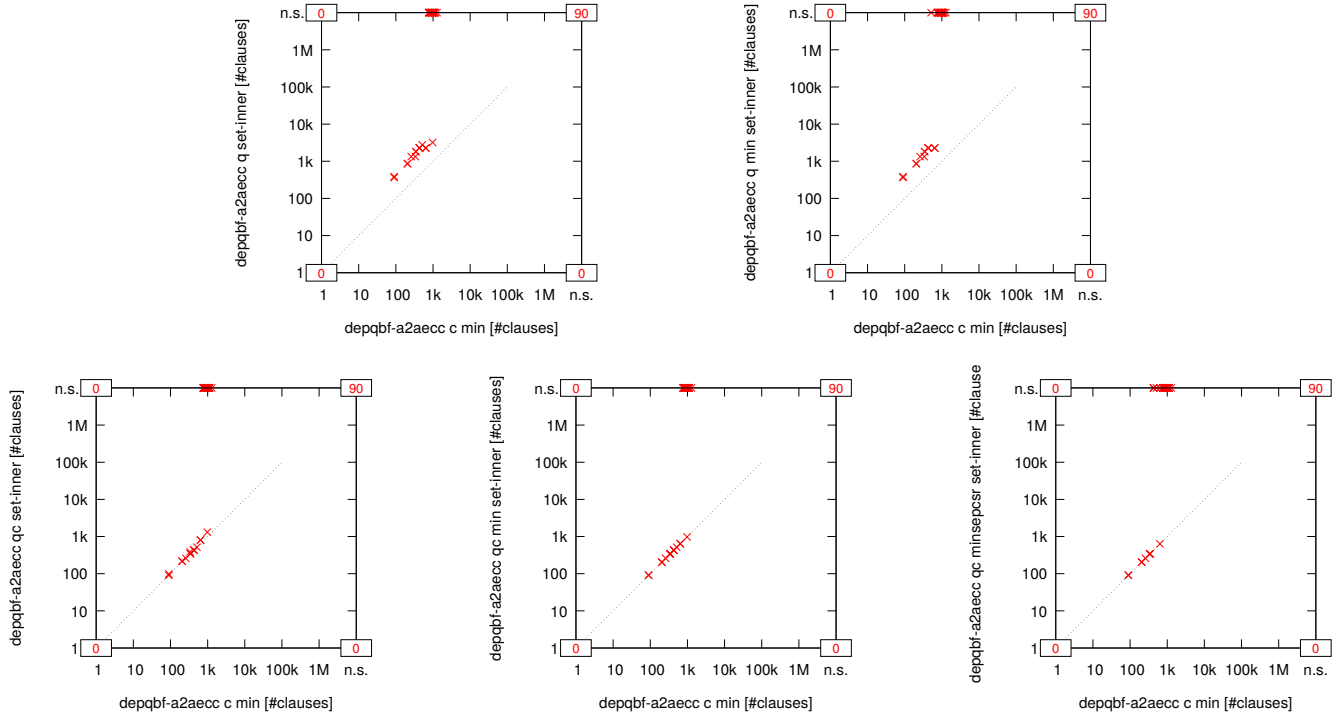 depqbf-a2aecc q set-inner [#clauses]
n.s.
1M
100k
10k
1k
100
10
1
0
90
0
0
1 10 100 1k 10k 100k 1M n.s.
depqbf-a2aecc c min [#clauses]
depqbf-a2aecc q min set-inner [#clauses]
n.s.
1M
100k
10k
1k
100
10
1
0
90
0
0
1 10 100 1k 10k 100k 1M n.s.
depqbf-a2aecc c min [#clauses]
depqbf-a2aecc qc set-inner [#clauses]
n.s.
1M
100k
10k
1k
100
10
1
0
90
0
0
1 10 100 1k 10k 100k 1M n.s.
depqbf-a2aecc c min [#clauses]
depqbf-a2aecc qc min set-inner [#clauses]
n.s.
1M
100k
10k
1k
100
10
1
0
90
0
0
1 10 100 1k 10k 100k 1M n.s.
depqbf-a2aecc c min [#clauses]
depqbf-a2aecc qc minsepcsr set-inner [#clause
n.s.
1M
100k
10k
1k
100
10
1
0
90
0
0
1 10 100 1k 10k 100k 1M n.s.
depqbf-a2aecc c min [#clauses]